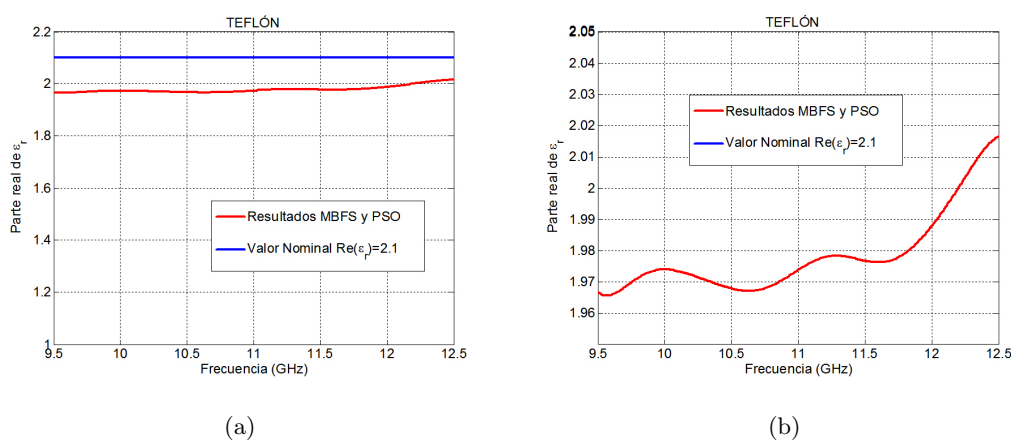 TEFLÓN
2.2
2
1.8
1.6
1.4
1.2
1
9.5 10 10.5 11 11.5 12 12.5
Parte real de εr
Frecuencia (GHz)
Resultados MBFS y PSO
Valor Nominal Re(εr)=2.1
(a)
TEFLÓN
2.05
2.04
2.03
2.02
2.01
2
1.99
1.98
1.97
1.96
9.5 10 10.5 11 11.5 12 12.5
Parte real de εr
Frecuencia (GHz)
Resultados MBFS y PSO
Valor Nominal Re(εr)=2.1
(b)